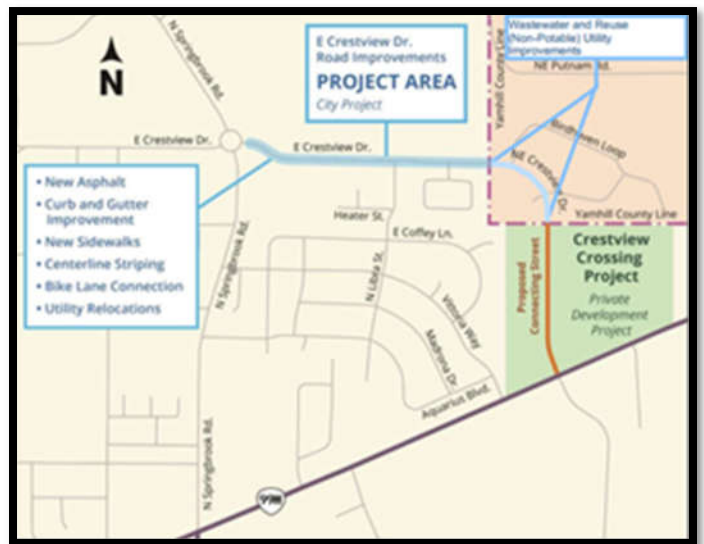 N Springbrook Rd.
N
E Crestview Dr.
Road Improvements
PROJECT AREA
City Project
Yamhill County Line
Wastewater and Reuse
(Non-Potable) Utility
Improvements
NE Putnam Rd.
E Crestview Dr.
E Crestview Dr.
Birdhaven Loop
NE Crestview Dr.
• New Asphalt
• Curb and Gutter
Improvement
• New Sidewalks
• Centerline Striping
• Bike Lane Connection
• Utility Relocations
Heater St.
Yamhill County Line
E Coffey Ln.
N Springbrook Rd.
N Libra St.
Proposed
Connecting Street
Crestview
Crossing
Project
Private
Development
Project
Vittoria Way
Madrona Dr
Aquarius Blvd.
N Springbrook Rd.
99W